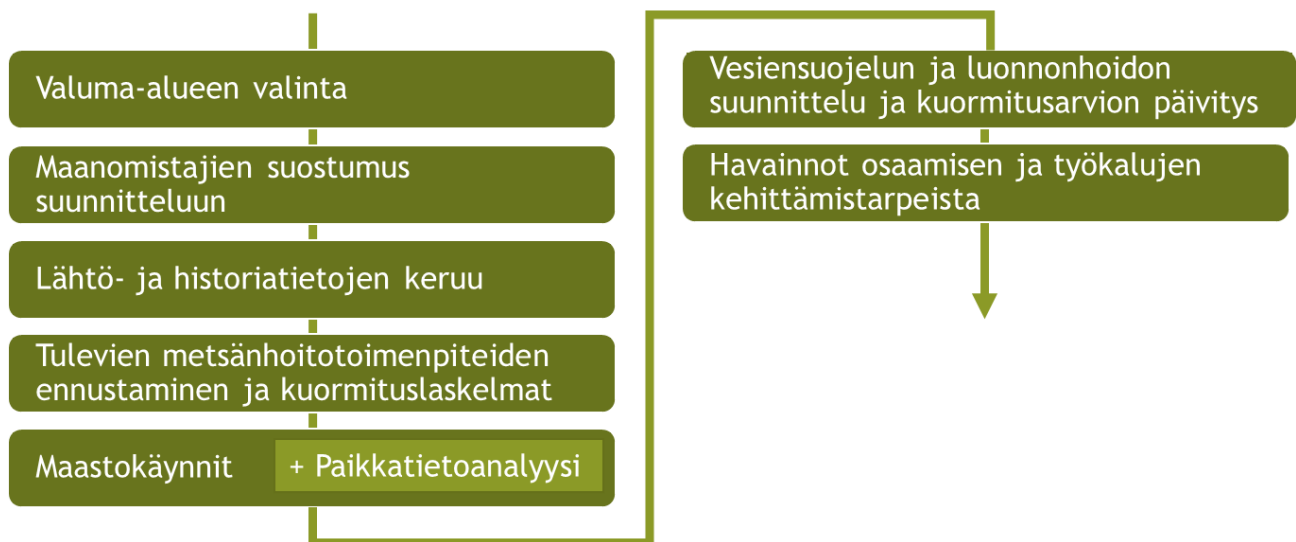 Valuma-alueen valinta
Maanomistajien suostumus
suunnitteluun
Lähtö- ja historiatietojen keruu
Tulevien metsänhoitotoimenpiteiden
ennustaminen ja kuormituslaskelmat
Maastokäynnit
+ Paikkatietoanalyysi
Vesiensuojelun ja luonnonhoidon
suunnittelu ja kuormitusarvion päivitys
Havainnot osaamisen ja työkalujen
kehittämistarpeista